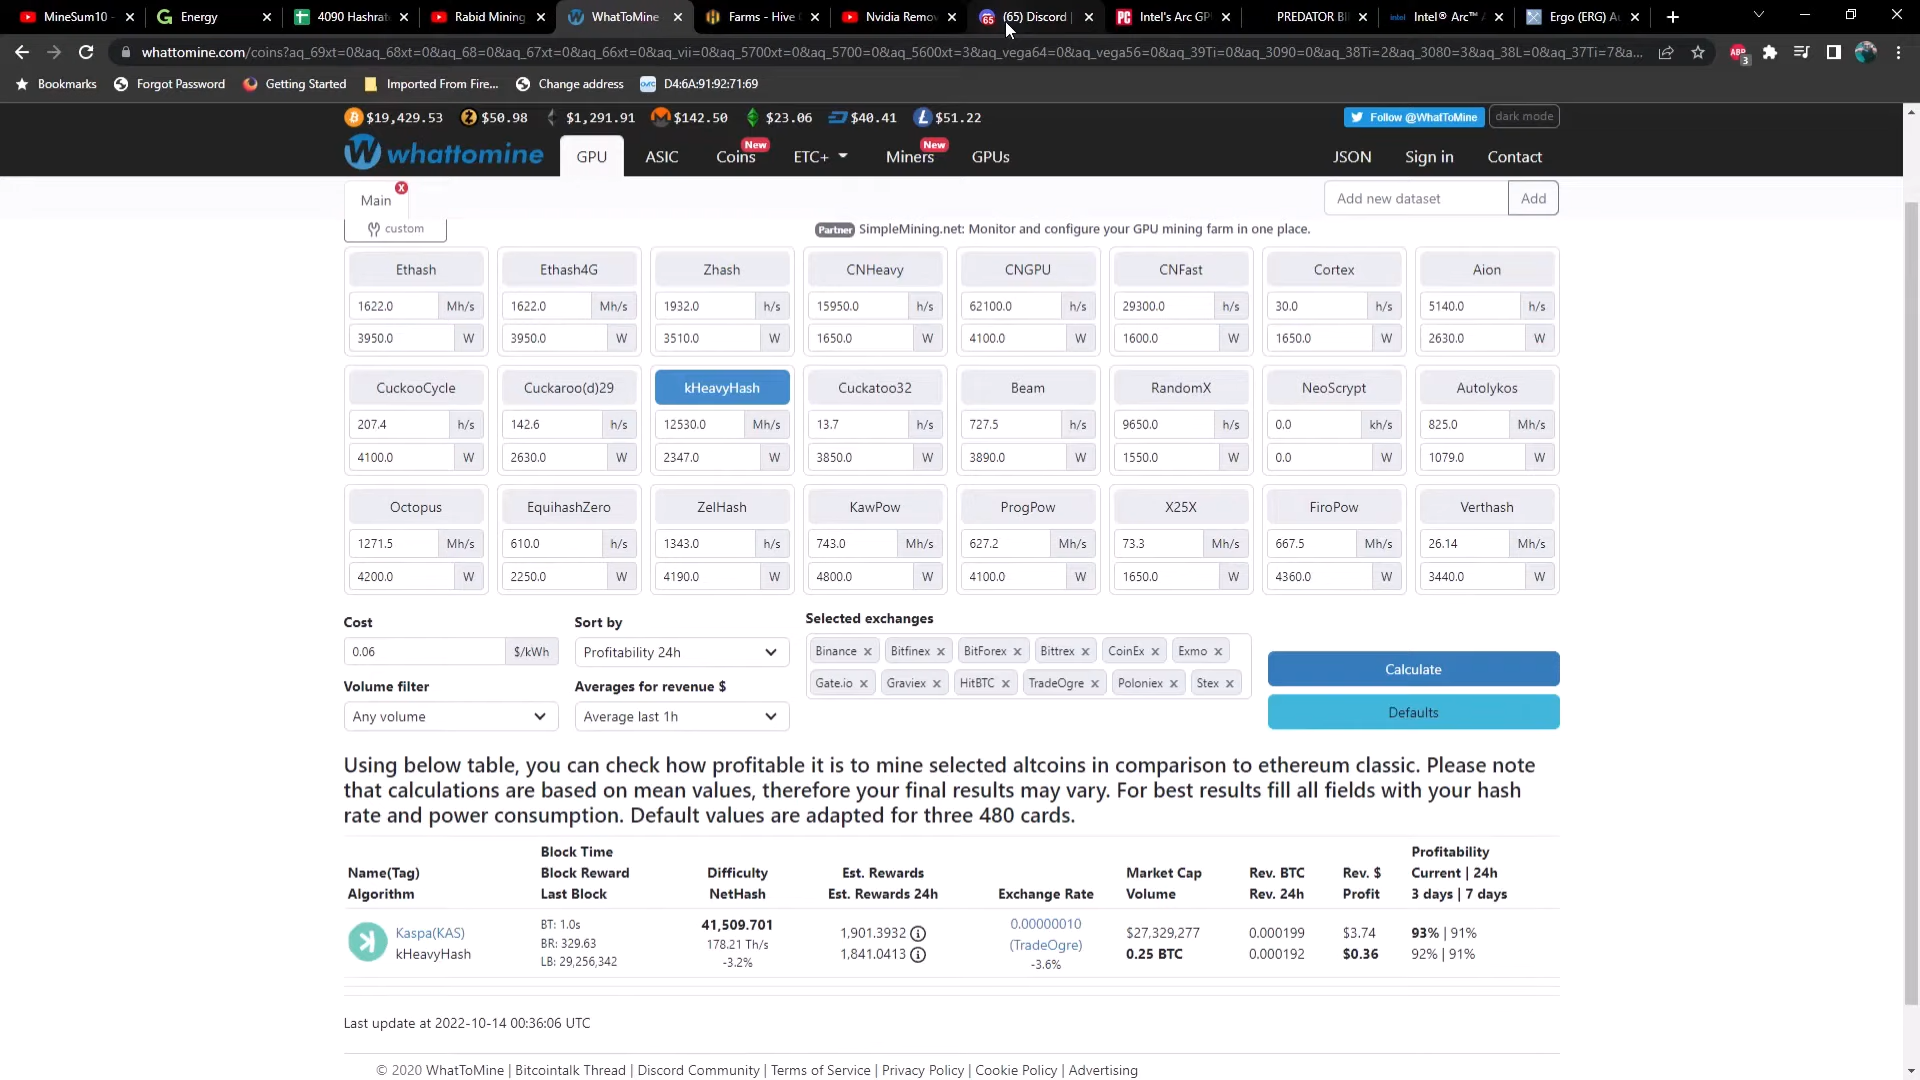 MineSum10 -
Energy
4090 Hashrat
Rabid Mining
WhatToMine
Farms - Hive
Nvidia Remo
(65) Discord |
Intel's Arc GP
PREDATOR BI
Intel® Arc™
Ergo (ERG) A
whattomine.com/coins?aq_69xt=0&aq_68xt=0&aq_68=0&aq_67xt=0&aq_66xt=0&aq_vii=0&aq_5700xt=0&aq_5700=0&aq_5600xt=3&aq_vega64=0&aq_vega56=0&aq_39Ti=0&aq_3090=0&aq_38Ti=2&aq_3080=3&aq_38L=0&aq_37Ti=7&a...
ABP
3
Bookmarks
Forgot Password
Getting Started
Imported From Fire...
Change address
D4:6A:91:92:71:69
$19,429.53 $50.98 $1,291.91 $142.50 $23.06 $40.41 $51.22
Follow @WhatToMine
dark mode
whattomine
GPU
ASIC
Coins
New
ETC+
Miners
New
GPUs
JSON
Sign in
Contact
Main
x
Add new dataset
Add
custom
Partner SimpleMining.net: Monitor and configure your GPU mining farm in one place.
Ethash Ethash4G Zhash CNHeavy CNGPU CNFast Cortex Aion
1622.0 Mh/s 1622.0 Mh/s 1932.0 h/s 15950.0 h/s 62100.0 h/s 29300.0 h/s 30.0 h/s 5140.0 h/s
3950.0 W 3950.0 W 3510.0 W 1650.0 W 4100.0 W 1600.0 W 1650.0 W 2630.0 W
CuckooCycle Cuckaroo(d)29 kHeavyHash Cuckatoo32 Beam RandomX NeoScrypt Autolykos
207.4 h/s 142.6 h/s 12530.0 Mh/s 13.7 h/s 727.5 h/s 9650.0 h/s 0.0 kh/s 825.0 Mh/s
4100.0 W 2630.0 W 2347.0 W 3850.0 W 3890.0 W 1550.0 W 0.0 W 1079.0 W
Octopus EquihashZero ZelHash KawPow ProgPow X25X FiroPow Verthash
1271.5 Mh/s 610.0 h/s 1343.0 h/s 743.0 Mh/s 627.2 Mh/s 73.3 Mh/s 667.5 Mh/s 26.14 Mh/s
4200.0 W 2250.0 W 4190.0 W 4800.0 W 4100.0 W 1650.0 W 4360.0 W 3440.0 W
Cost
0.06 $/kWh
Volume filter
Any volume
Sort by
Profitability 24h
Averages for revenue $
Average last 1h
Selected exchanges
Binance × Bitfinex × BitForex × Bittrex × CoinEx × Exmo ×
Gate.io × Graviex × HitBTC × TradeOgre × Poloniex × Stex ×
Calculate
Defaults
Using below table, you can check how profitable it is to mine selected altcoins in comparison to ethereum classic. Please note
that calculations are based on mean values, therefore your final results may vary. For best results fill all fields with your hash
rate and power consumption. Default values are adapted for three 480 cards.
Name(Tag)
Algorithm
Block Time
Block Reward
Last Block
Difficulty
NetHash
Est. Rewards
Est. Rewards 24h
Exchange Rate
Market Cap
Volume
Rev. BTC
Rev. 24h
Rev. $
Profit
Profitability
Current | 24h
3 days | 7 days
Kaspa(KAS)
kHeavyHash
BT: 1.0s
BR: 329.63
LB: 29,256,342
41,509.701
178.21 Th/s
-3.2%
1,901.3932
1,841.0413
0.00000010
(TradeOgre)
-3.6%
$27,329,277
0.25 BTC
0.000199
0.000192
$3.74
$0.36
93% | 91%
92% | 91%
Last update at 2022-10-14 00:36:06 UTC
© 2020 WhatToMine | Bitcointalk Thread | Discord Community | Terms of Service | Privacy Policy | Cookie Policy | Advertising